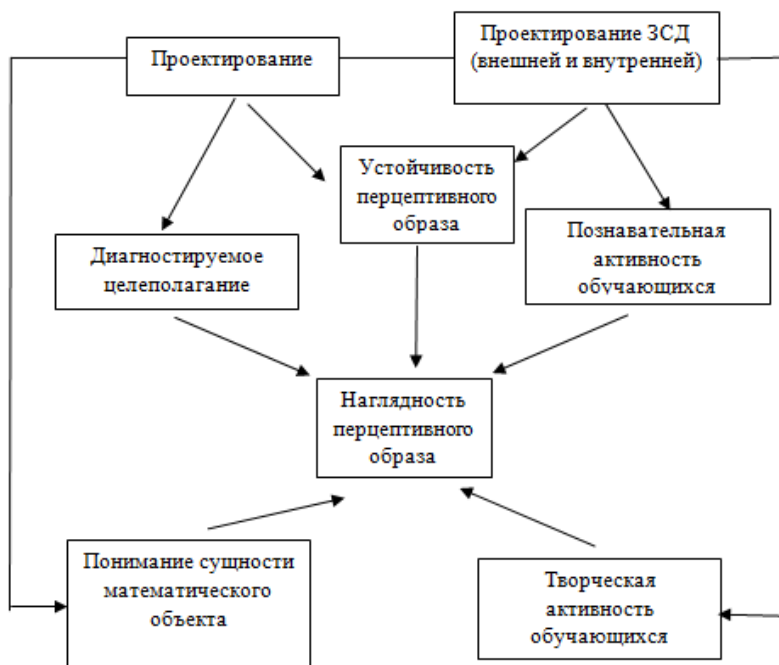 Проектирование
Проектирование ЗСД
(внешней и внутренней)
Устойчивость
перцептивного
образа
Диагностируемое
целеполагание
Познавательная
активность
обучающихся
Наглядность
перцептивного
образа
Понимание сущности
математического
объекта
Творческая
активность
обучающихся